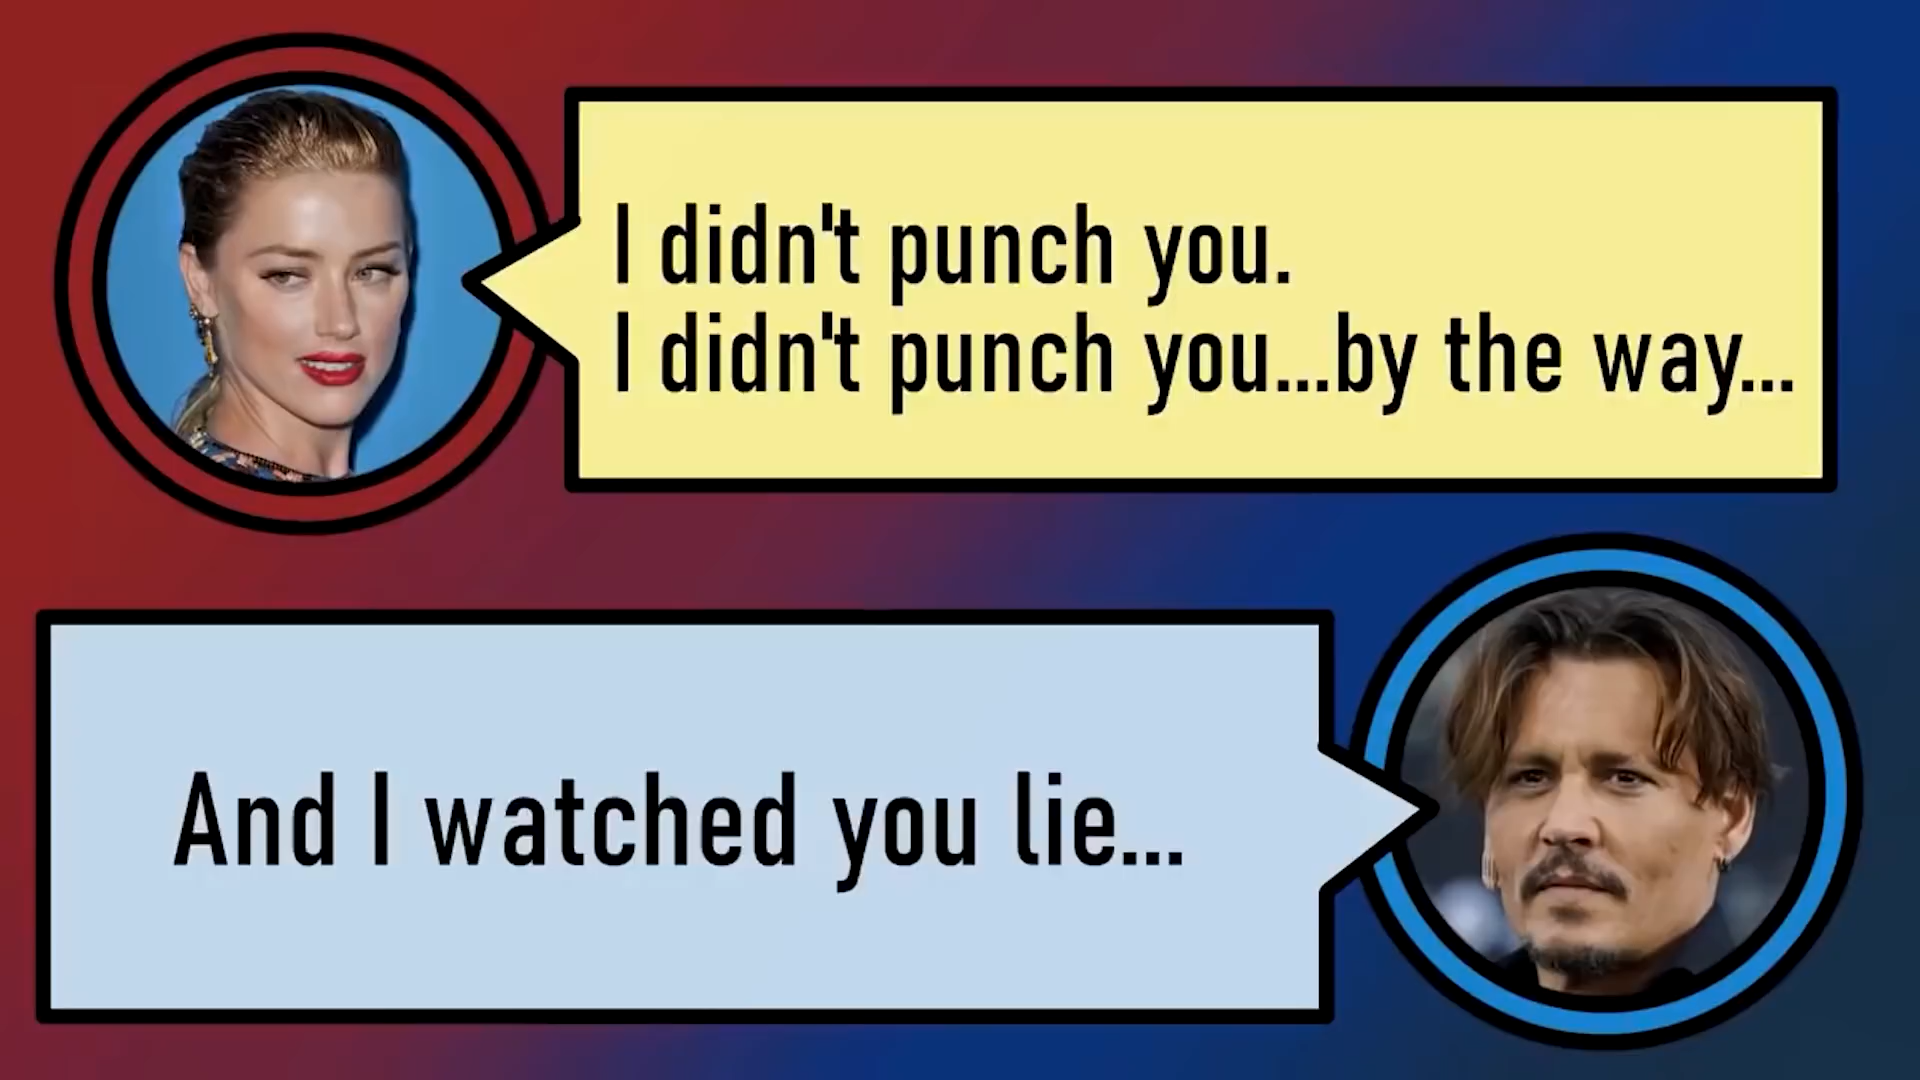 I didn't punch you.
I didn't punch you...by the way...
And I watched you lie...